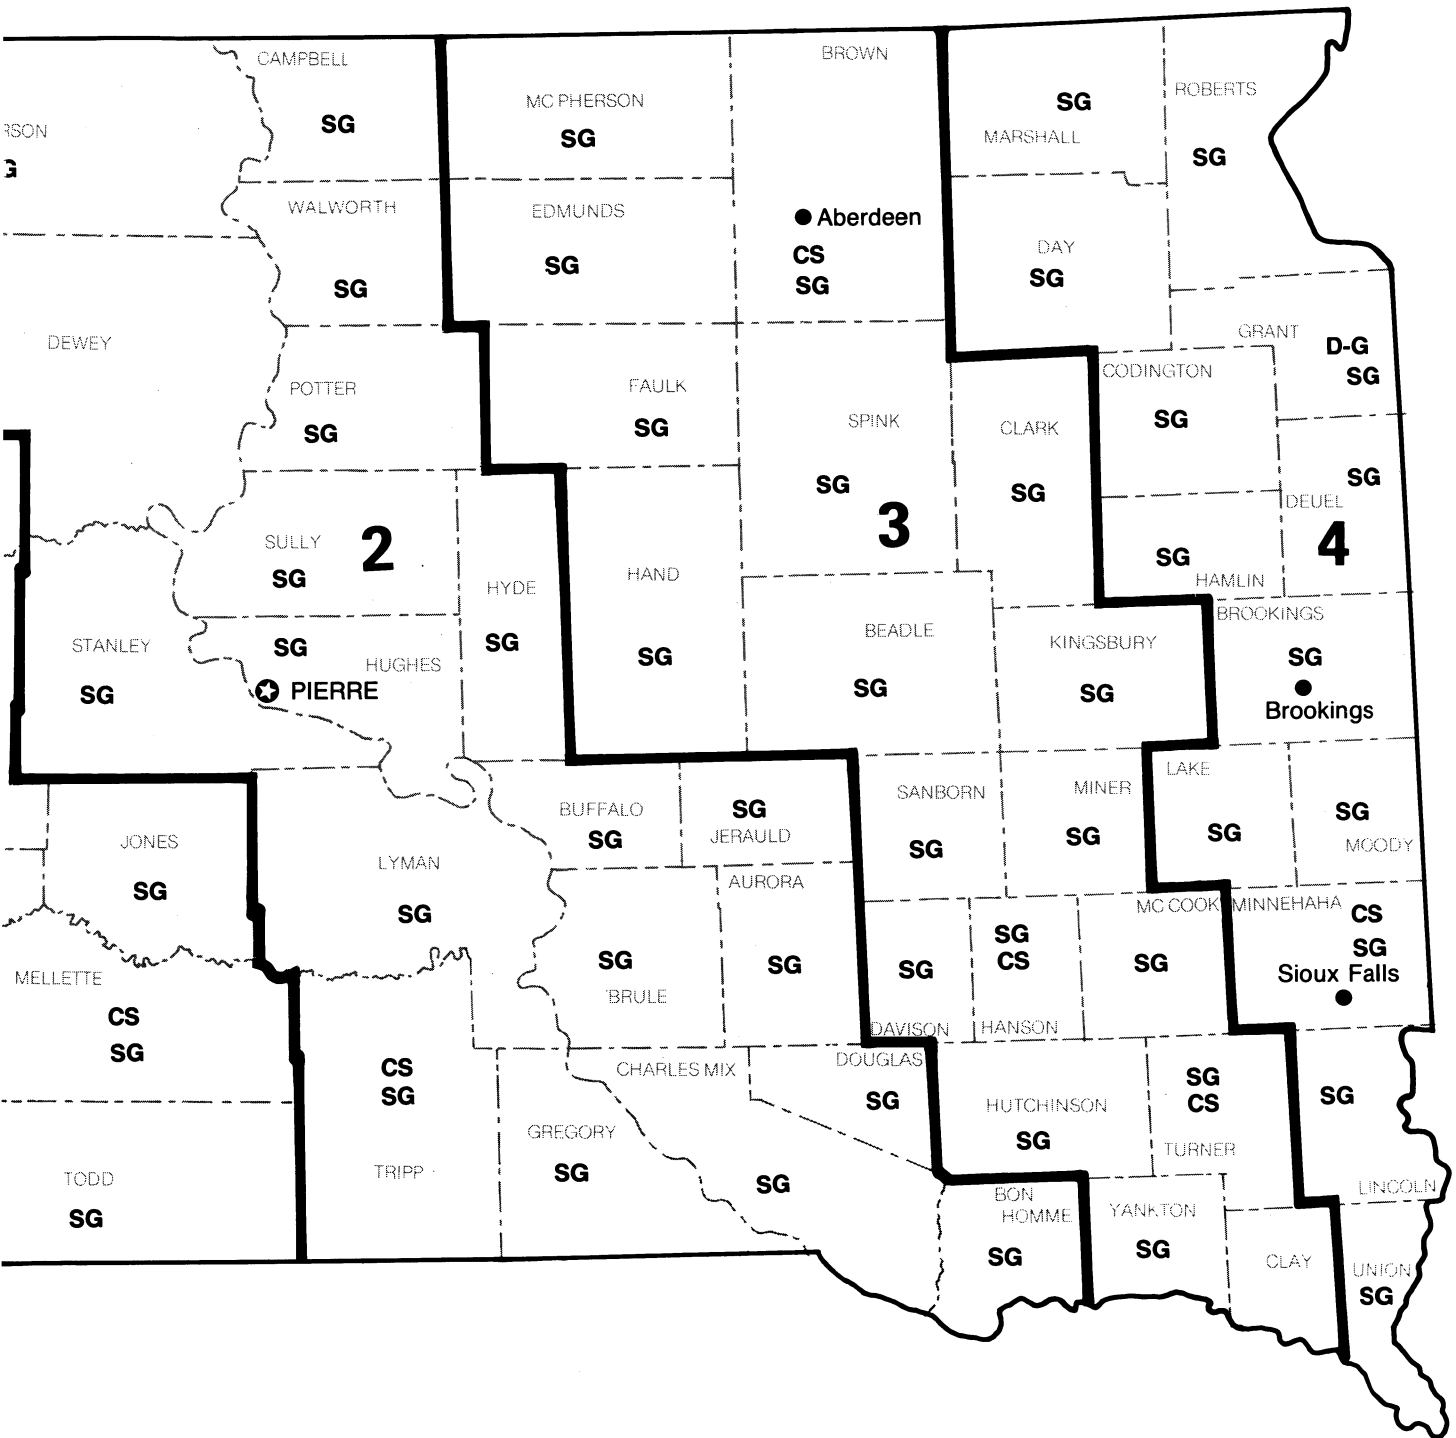 CAMPBELL
SG
MC PHERSON
SG
BROWN
SG
MARSHALL
ROBERTS
SG
RSON
WALWORTH
SG
EDMUNDS
SG
Aberdeen
CS
SG
DAY
SG
DEWEY
POTTER
SG
FAULK
SG
SPINK
SG
3
CLARK
SG
GRANT
D-G
SG
CODINGTON
SG
SG
DEUEL
4
SG
HAMLIN
SULLY
SG
2
HYDE
SG
HAND
SG
BEADLE
SG
KINGSBURY
SG
BROOKINGS
SG
Brookings
STANLEY
SG
SG
HUGHES
PIERRE
JONES
SG
LYMAN
SG
BUFFALO
SG
SG
JERAULD
SANBORN
SG
MINER
SG
LAKE
SG
SG
MOODY
MELLETTE
CS
SG
SG
BRULE
AURORA
SG
SG
DAVISON
SG
CS
HANSON
MC COOK
SG
MINNEHAHA
CS
SG
Sioux Falls
TODD
SG
CS
SG
TRIPP
GREGORY
SG
CHARLES MIX
SG
DOUGLAS
SG
HUTCHINSON
SG
SG
CS
TURNER
SG
LINCOLN
BON
HOMME
SG
YANKTON
SG
CLAY
UNION
SG